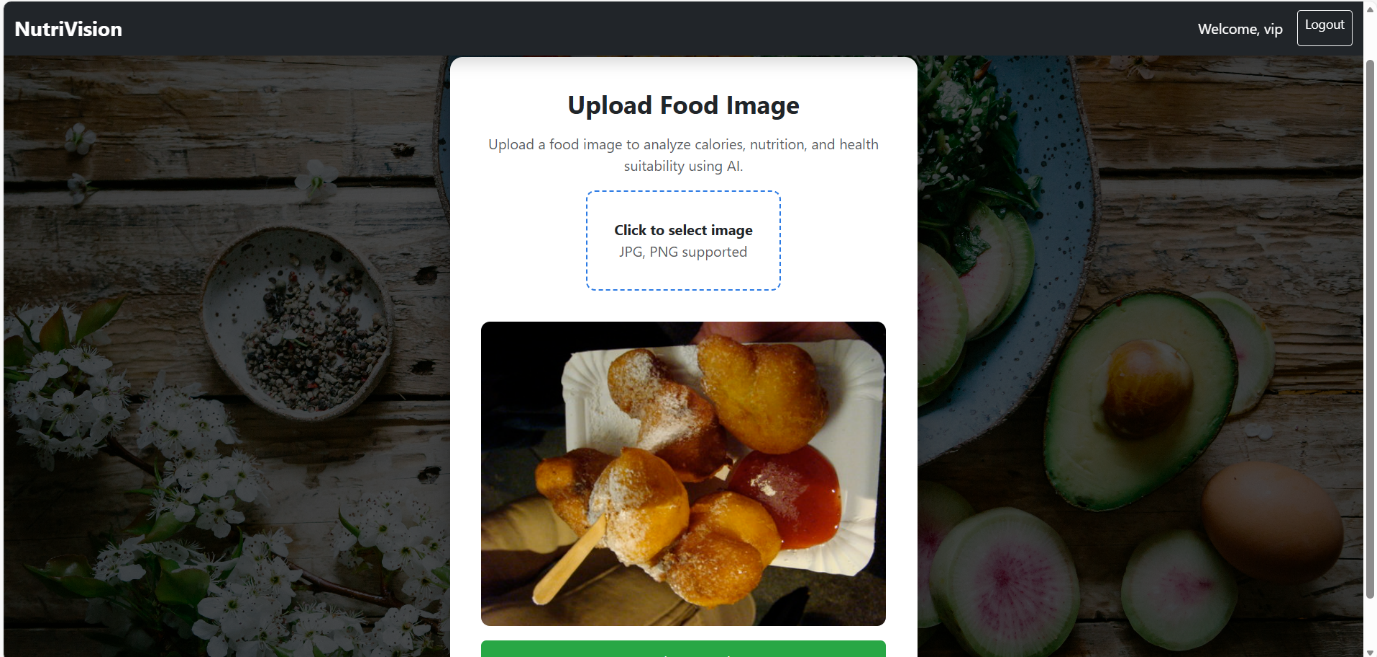 NutriVision
Welcome, vip
Logout
Upload Food Image
Upload a food image to analyze calories, nutrition, and health
suitability using AI.
Click to select image
JPG, PNG supported